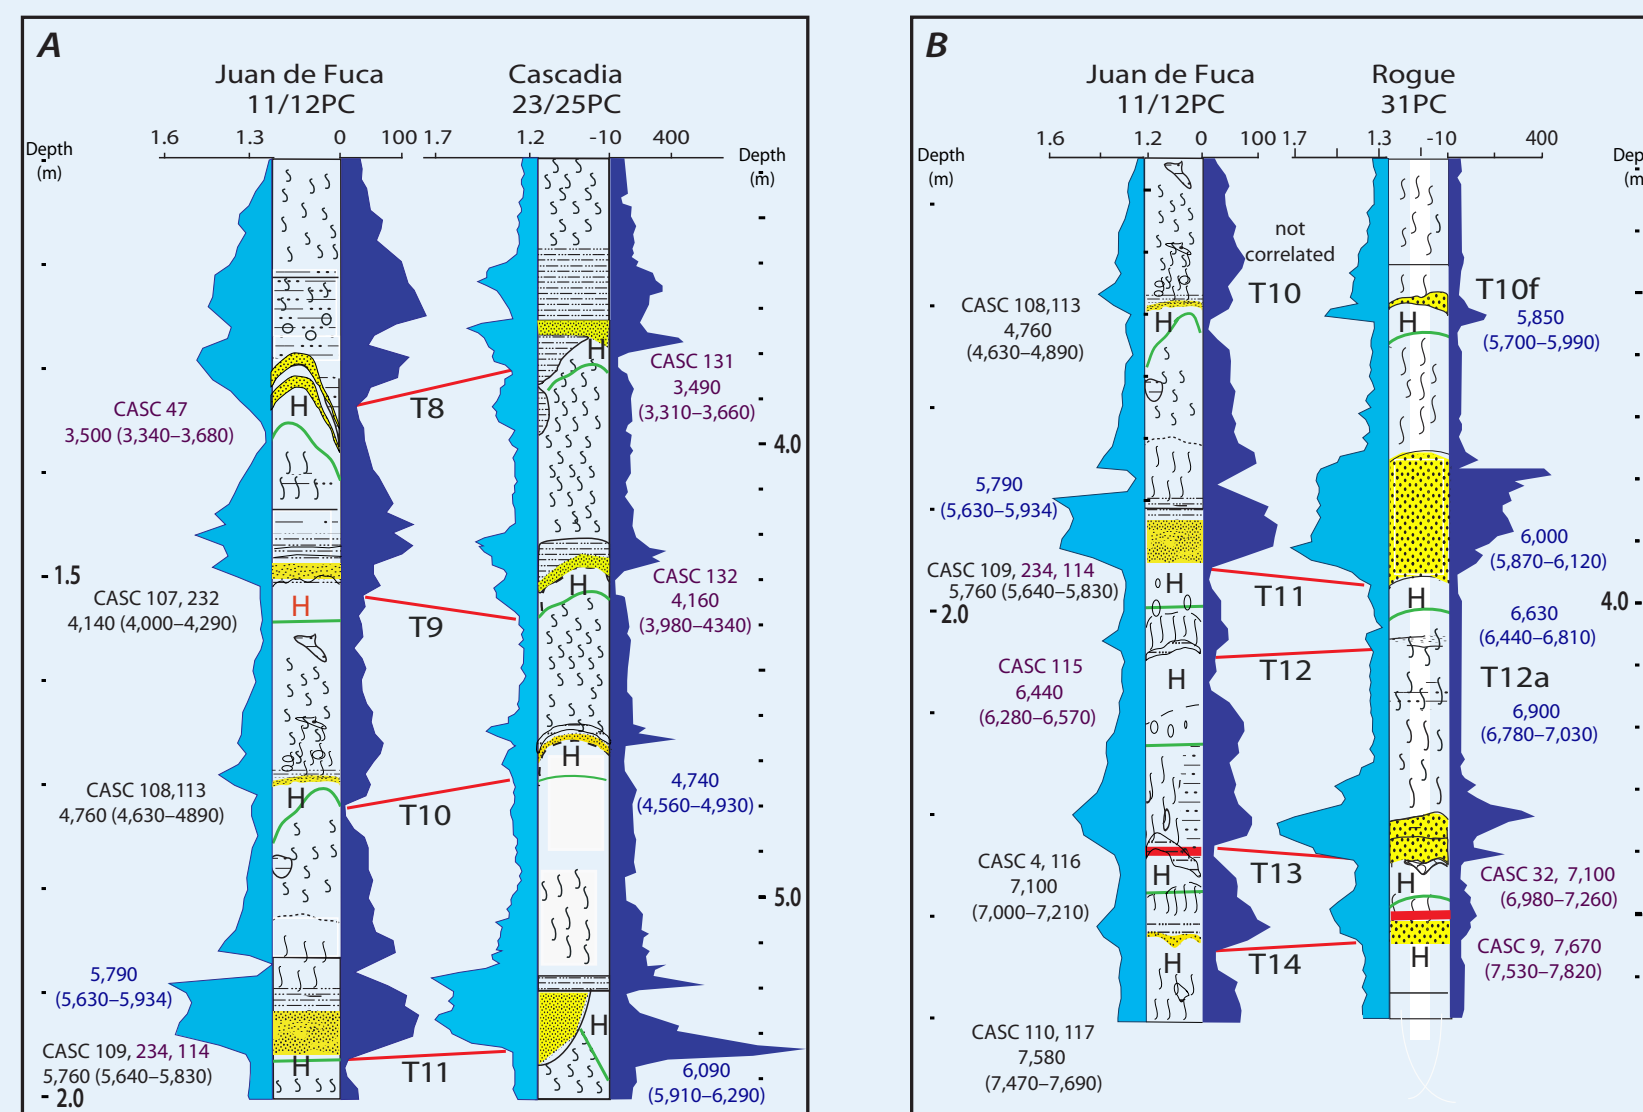 A
Juan de Fuca
11/12PC
Cascadia
23/25PC
Depth
(m)
1.6
1.3
0
100
1.7
1.2
-10
400
Depth
(m)
H
CASC 47
3,500 (3,340–3,680)
T8
H
CASC 131
3,490
(3,310–3,660)
4.0
1.5
H
CASC 107, 232
4,140 (4,000–4,290)
T9
H
CASC 132
4,160
(3,980–4340)
H
CASC 108,113
4,760 (4,630–4890)
T10
H
4,740
(4,560–4,930)
5.0
5,790
(5,630–5,934)
CASC 109, 234, 114
5,760 (5,640–5,830)
H
T11
H
6,090
(5,910–6,290)
2.0
B
Juan de Fuca
11/12PC
Rogue
31PC
Depth
(m)
1.6
1.2
0
100
1.7
1.3
-10
400
Dep
(m
not
correlated
T10
CASC 108,113
4,760
(4,630–4,890)
H
H
T10f
5,850
(5,700–5,990)
5,790
(5,630–5,934)
6,000
(5,870–6,120)
CASC 109, 234, 114
5,760 (5,640–5,830)
2.0
H
T11
H
4.0
6,630
(6,440–6,810)
CASC 115
6,440
(6,280–6,570)
H
T12
T12a
6,900
(6,780–7,030)
CASC 4, 116
7,100
(7,000–7,210)
H
T13
H
CASC 32, 7,100
(6,980–7,260)
H
T14
H
CASC 9, 7,670
(7,530–7,820)
CASC 110, 117
7,580
(7,470–7,690)